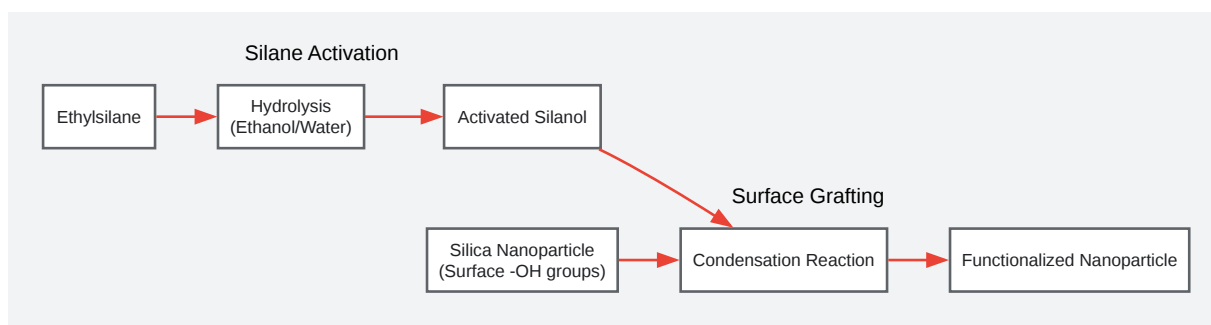 Silane Activation
Ethylsilane
Hydrolysis
(Ethanol/Water)
Activated Silanol
Surface Grafting
Silica Nanoparticle
(Surface -OH groups)
Condensation Reaction
Functionalized Nanoparticle